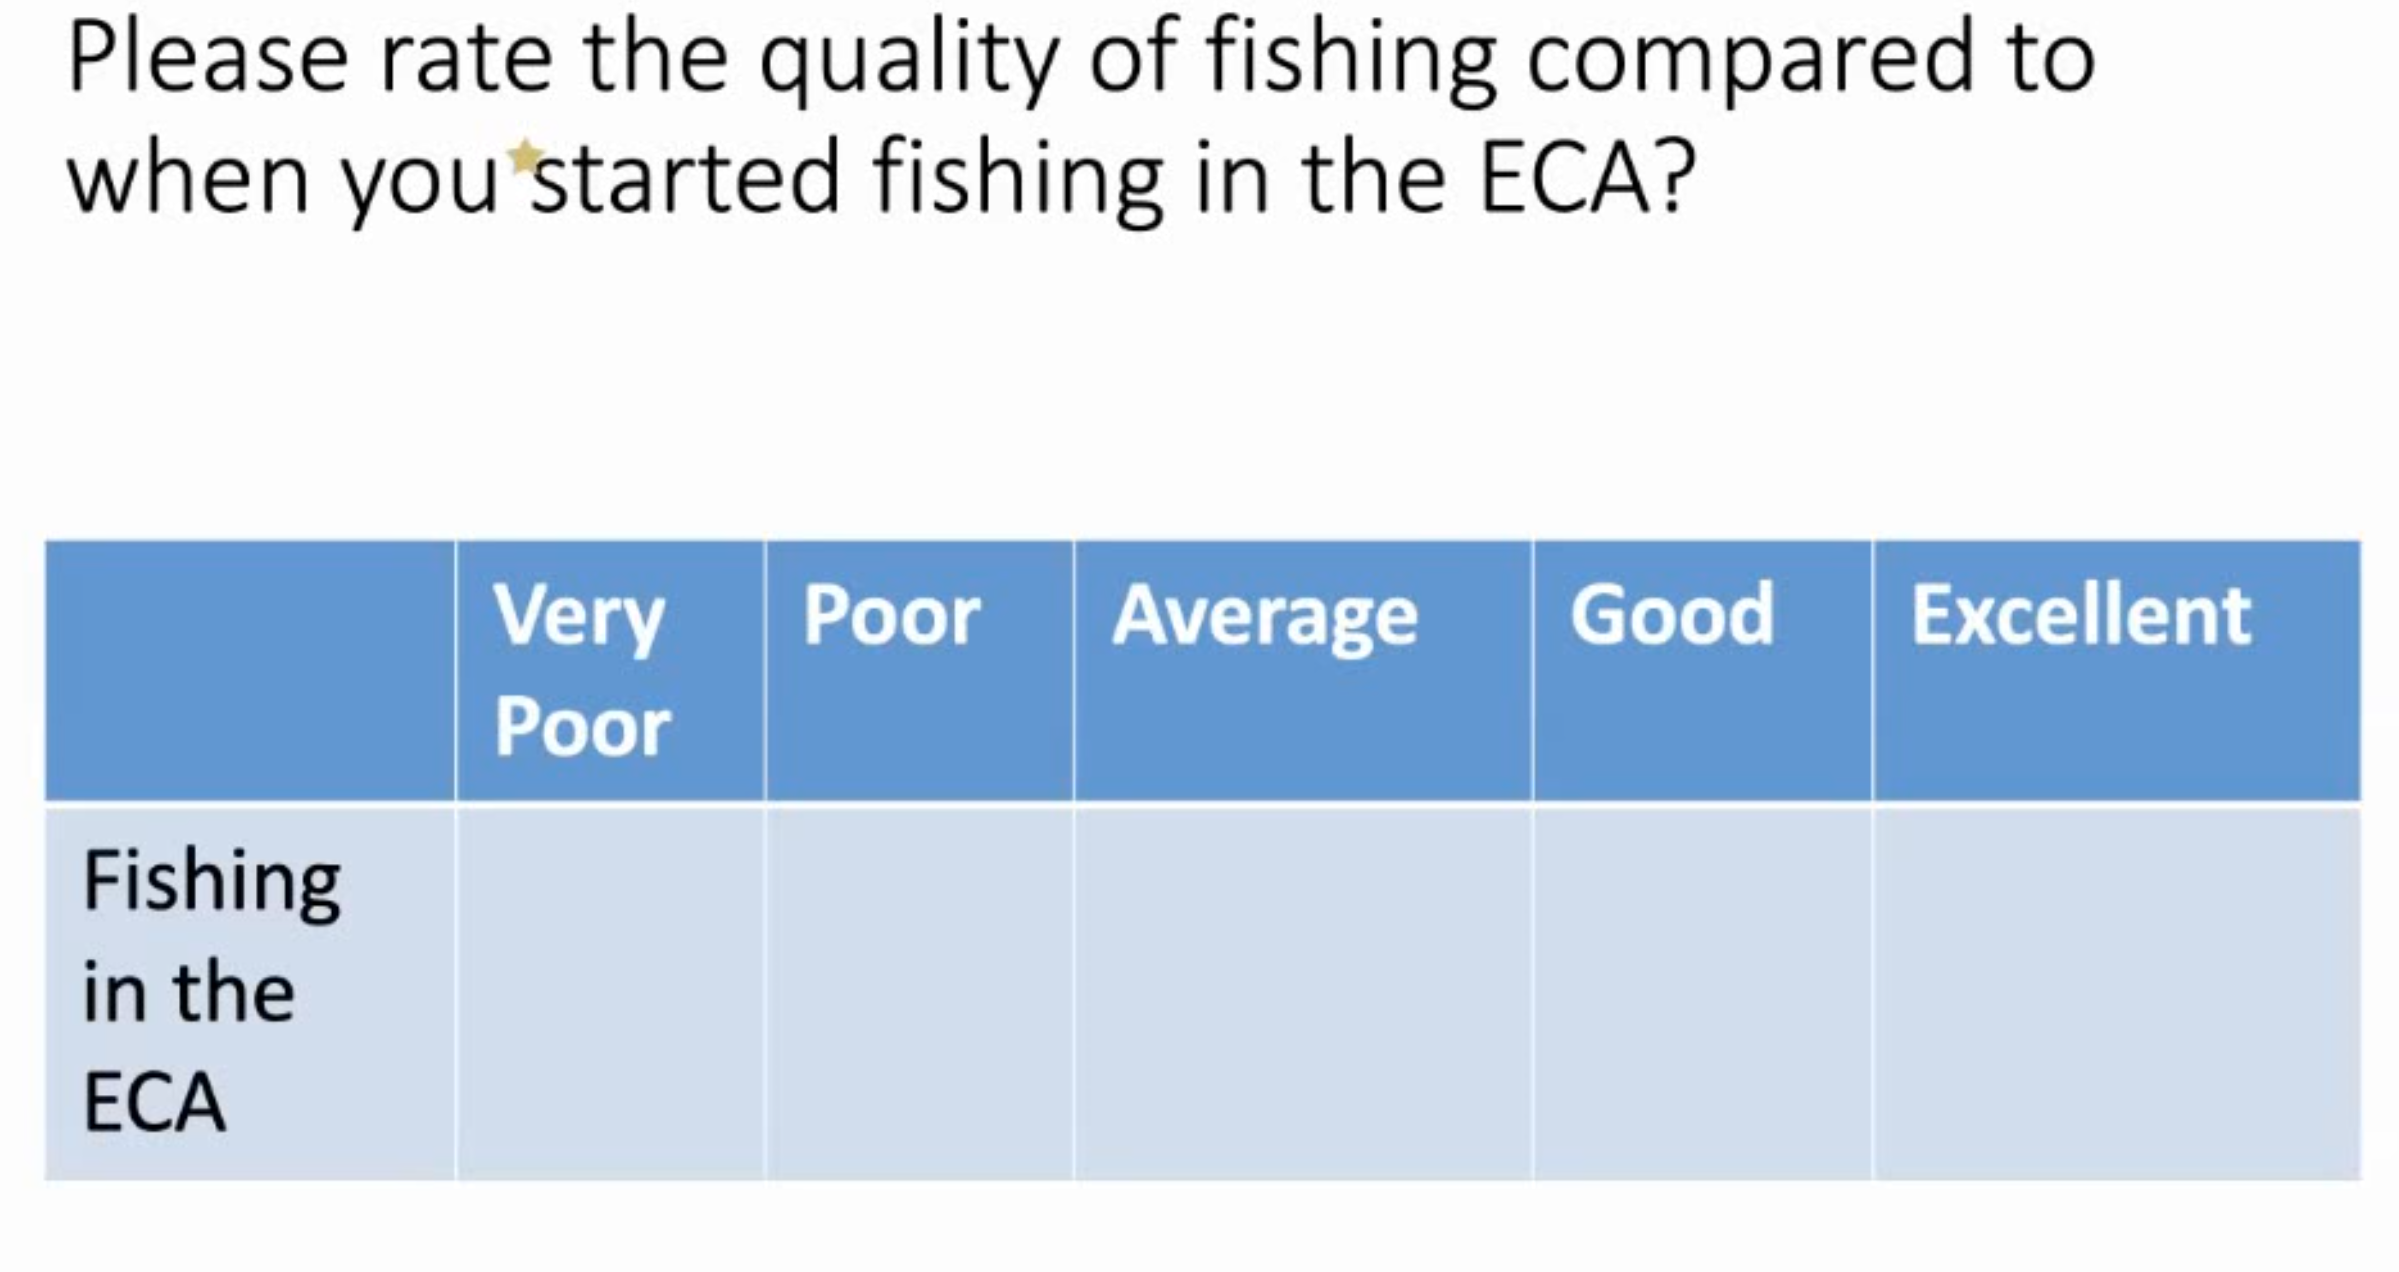 Please rate the quality of fishing compared to
when you started fishing in the ECA?
Very Poor Average Good Excellent
Poor
Fishing
in the
ECA